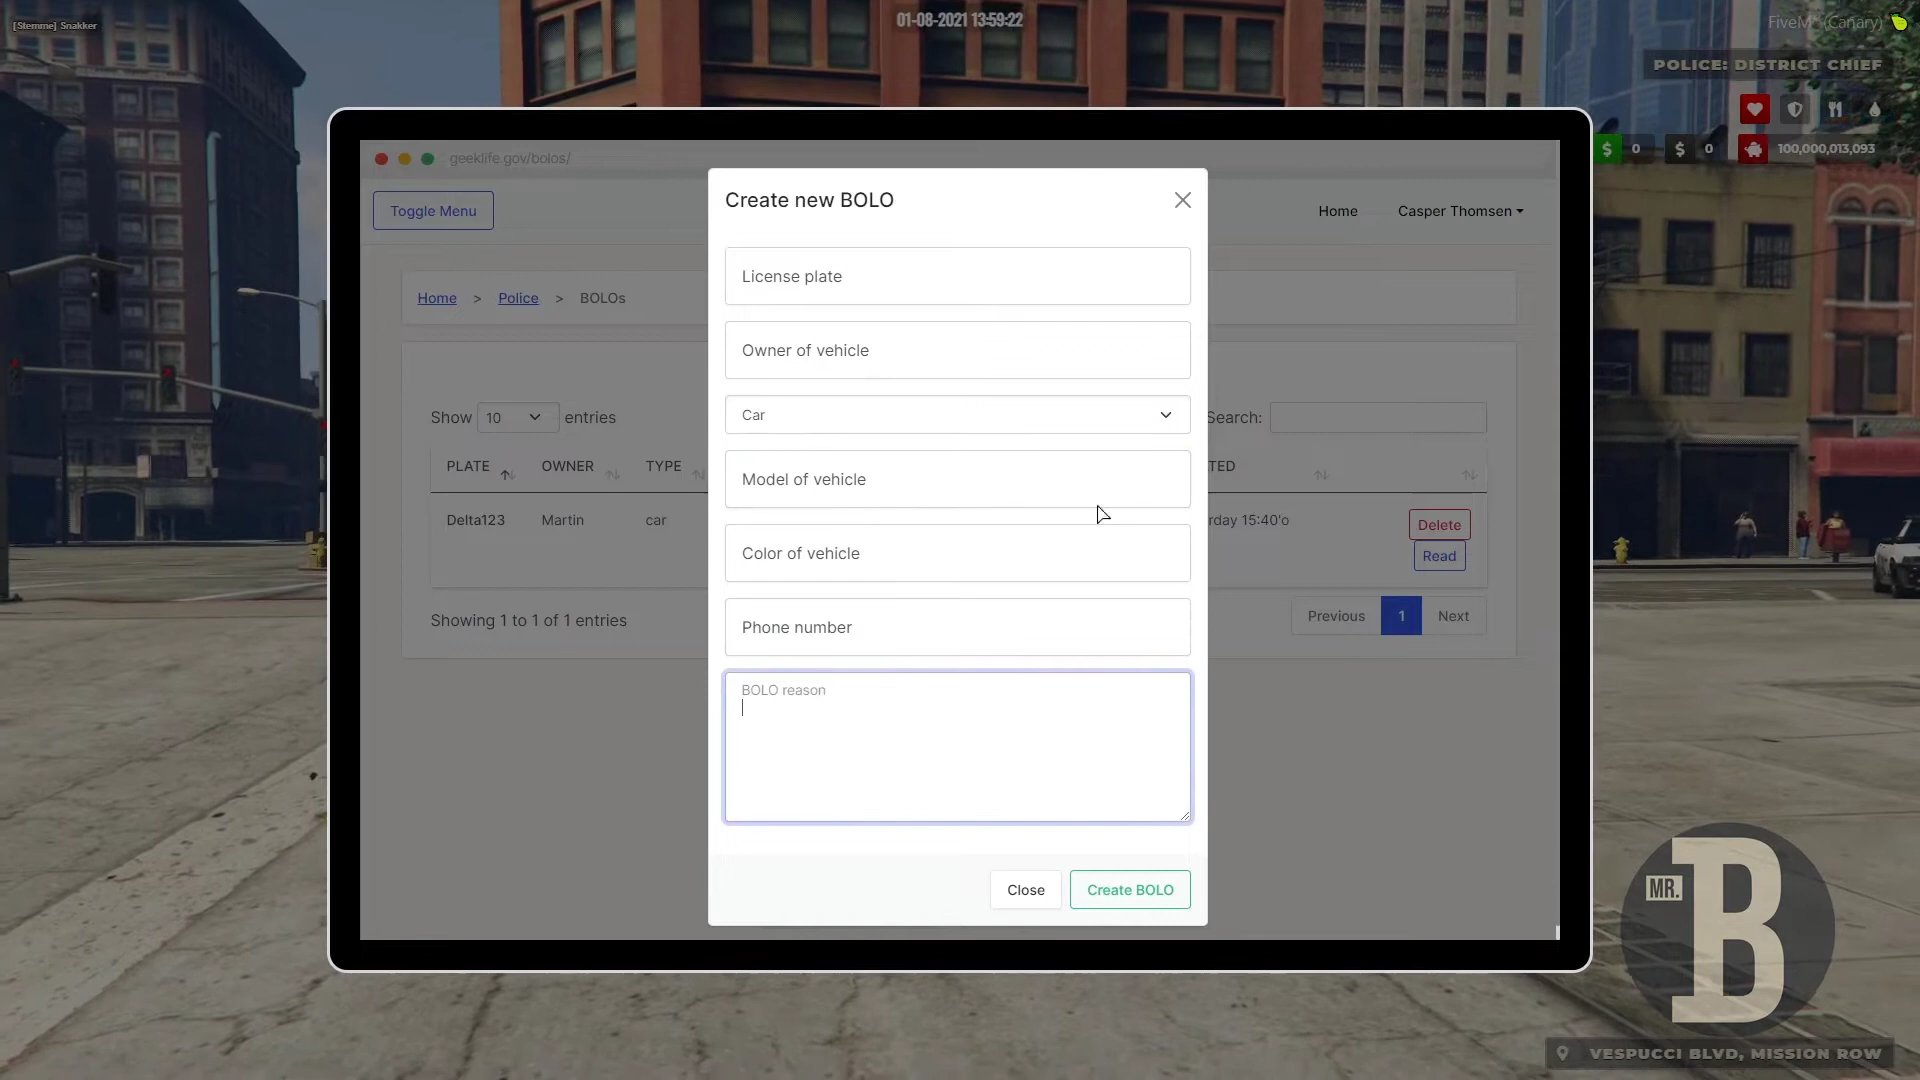 [Stemme] Snakker
01-08-2021 13:59:22
FiveM® (Canary)
POLICE: DISTRICT CHIEF
$ 0
$ 0
100,000,013,093
geeklife.gov/bolos/
Toggle Menu
Home
Casper Thomsen
Home > Police > BOLOs
Show 10 entries
Search:
PLATE
OWNER
TYPE
TED
Delta123
Martin
car
rday 15:40'o
Delete
Read
Showing 1 to 1 of 1 entries
Previous
1
Next
Create new BOLO
License plate
Owner of vehicle
Car
Model of vehicle
Color of vehicle
Phone number
BOLO reason
Close
Create BOLO
MR.
B
VESPUCCI BLVD, MISSION ROW